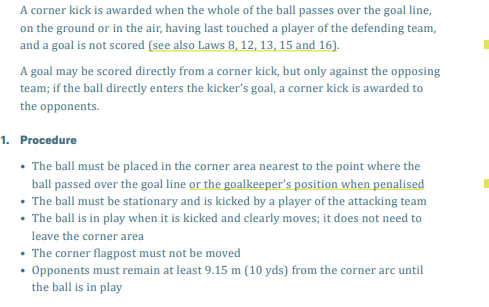 A corner kick is awarded when the whole of the ball passes over the goal line,
on the ground or in the air, having last touched a player of the defending team,
and a goal is not scored (see also Laws 8, 12, 13, 15 and 16).
A goal may be scored directly from a corner kick, but only against the opposing
team; if the ball directly enters the kicker's goal, a corner kick is awarded to
the opponents.
1. Procedure
• The ball must be placed in the corner area nearest to the point where the
ball passed over the goal line or the goalkeeper's position when penalised
• The ball must be stationary and is kicked by a player of the attacking team
• The ball is in play when it is kicked and clearly moves; it does not need to
leave the corner area
• The corner flagpost must not be moved
• Opponents must remain at least 9.15 m (10 yds) from the corner arc until
the ball is in play